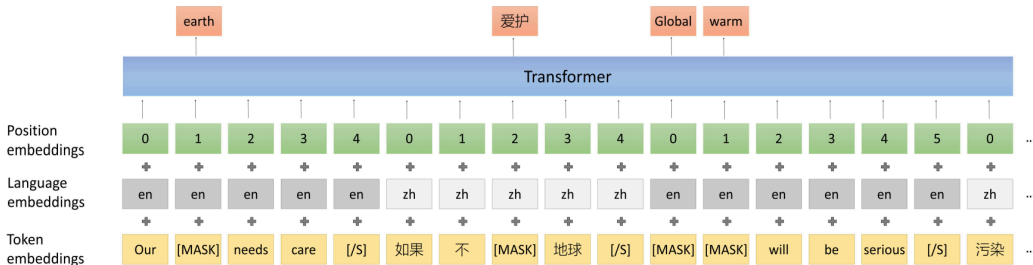 earth 爱护 Global warm
Transformer
Position embeddings 0 1 2 3 4 0 1 2 3 4 0 1 2 3 4 5 0 ..
Language embeddings en en en en en zh zh zh zh zh en en en en en en zh ..
Token embeddings Our [MASK] needs care [/S] 如果 不 [MASK] 地球 [/S] [MASK] [MASK] will be serious [/S] 污染 ..